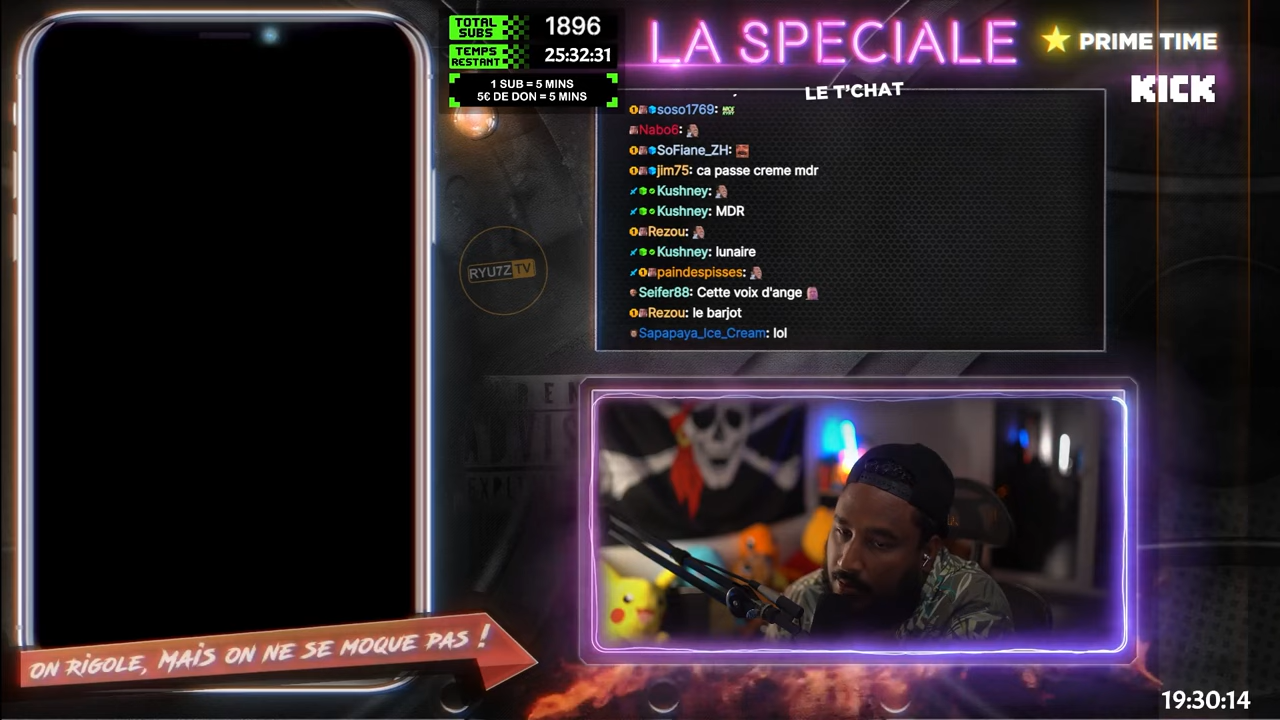 TOTAL SUBS
1896
TEMPS RESTANT
25:32:31
1 SUB = 5 MINS
5€ DE DON = 5 MINS
LA SPECIALE
PRIME TIME
KICK
LE T'CHAT
soso1769:
Nabo6:
SoFiane_ZH:
jlm75: ca passe creme mdr
Kushney:
Kushney: MDR
Rezou:
Kushney: lunaire
paindespisses:
Seifer88: Cette voix d'ange
Rezou: le barjot
Sapapaya_Ice_Cream: lol
RYU7Z TV
ON RIGOLE, MAIS ON NE SE MOQUE PAS !
19:30:14